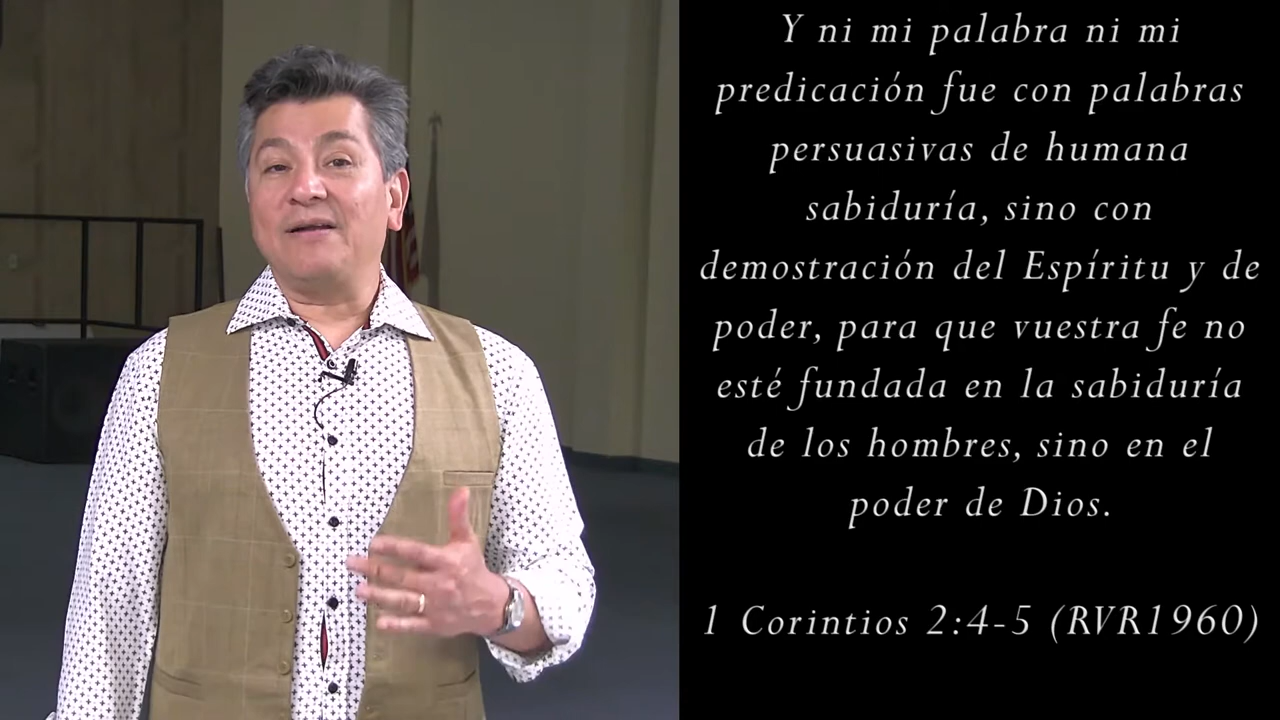 Y ni mi palabra ni mi
predicación fue con palabras
persuasivas de humana
sabiduría, sino con
demostración del Espíritu y de
poder, para que vuestra fe no
esté fundada en la sabiduría
de los hombres, sino en el
poder de Dios.
1 Corintios 2:4-5 (RVR1960)